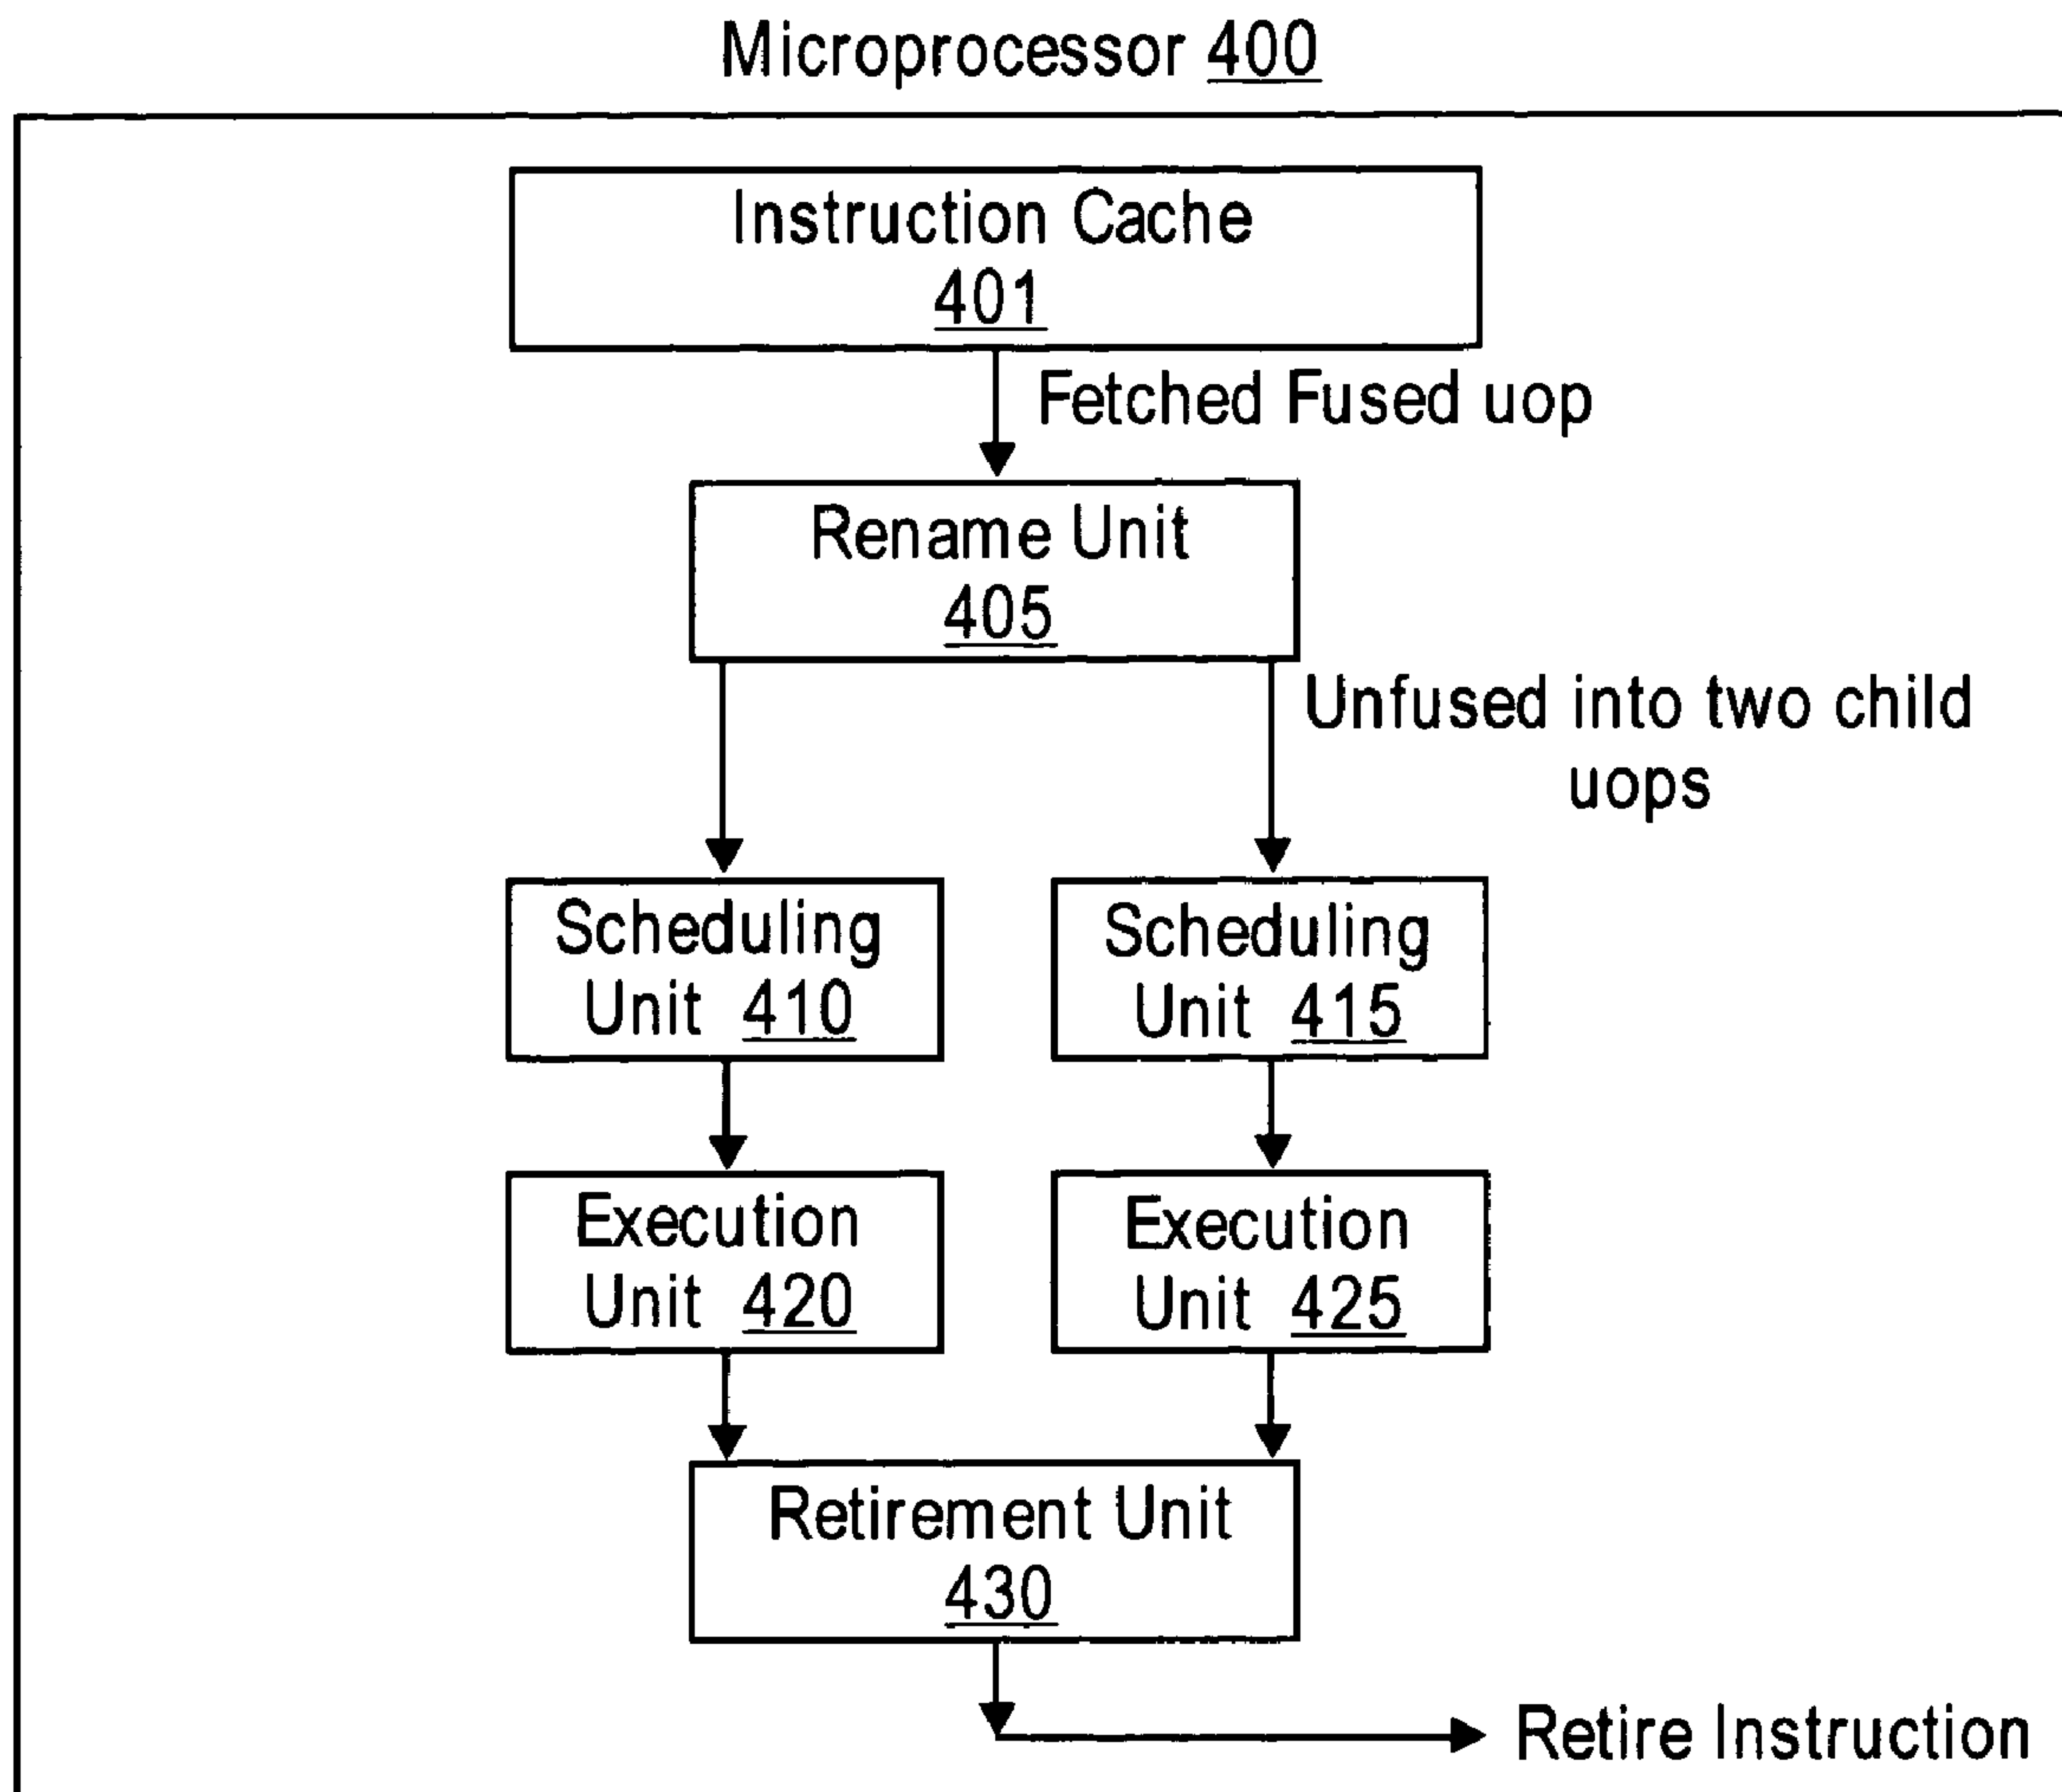 Microprocessor 400
Instruction Cache
401
Fetched Fused uop
Rename Unit
405
Unfused into two child
uops
Scheduling
Unit 410
Scheduling
Unit 415
Execution
Unit 420
Execution
Unit 425
Retirement Unit
430
Retire Instruction